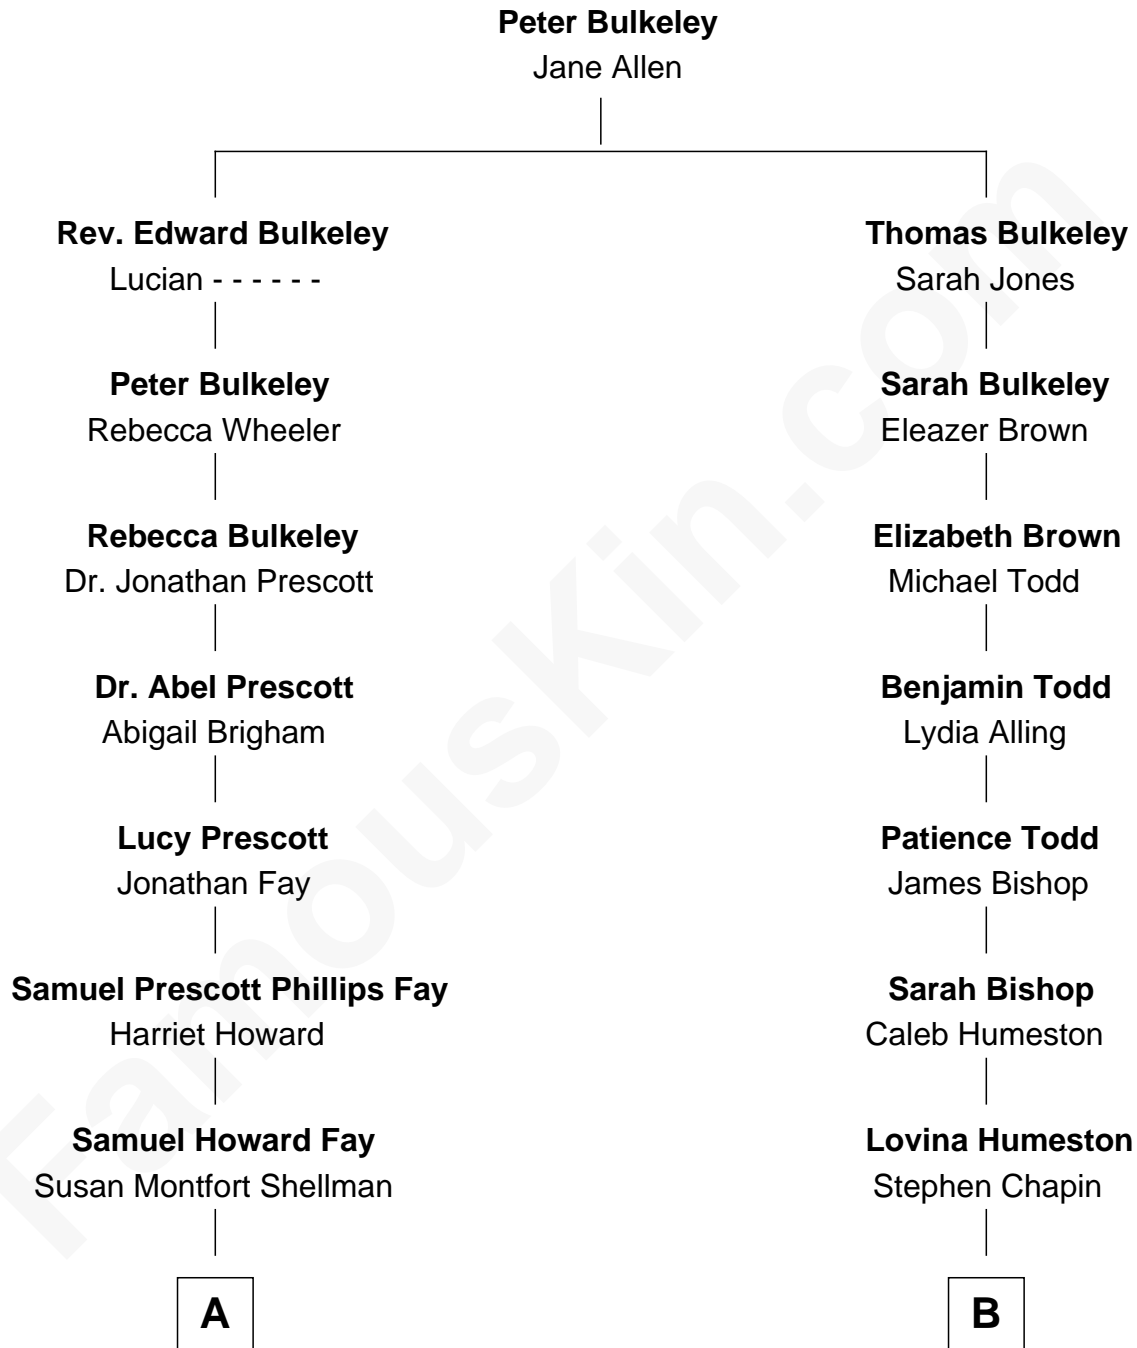 Peter Bulkeley
Jane Allen
Rev. Edward Bulkeley
Lucian - - - - - -
Peter Bulkeley
Rebecca Wheeler
Rebecca Bulkeley
Dr. Jonathan Prescott
Dr. Abel Prescott
Abigail Brigham
Lucy Prescott
Jonathan Fay
Samuel Prescott Phillips Fay
Harriet Howard
Samuel Howard Fay
Susan Montfort Shellman
A
Thomas Bulkeley
Sarah Jones
Sarah Bulkeley
Eleazer Brown
Elizabeth Brown
Michael Todd
Benjamin Todd
Lydia Alling
Patience Todd
James Bishop
Sarah Bishop
Caleb Humeston
Lovina Humeston
Stephen Chapin
B
FamousKin.com